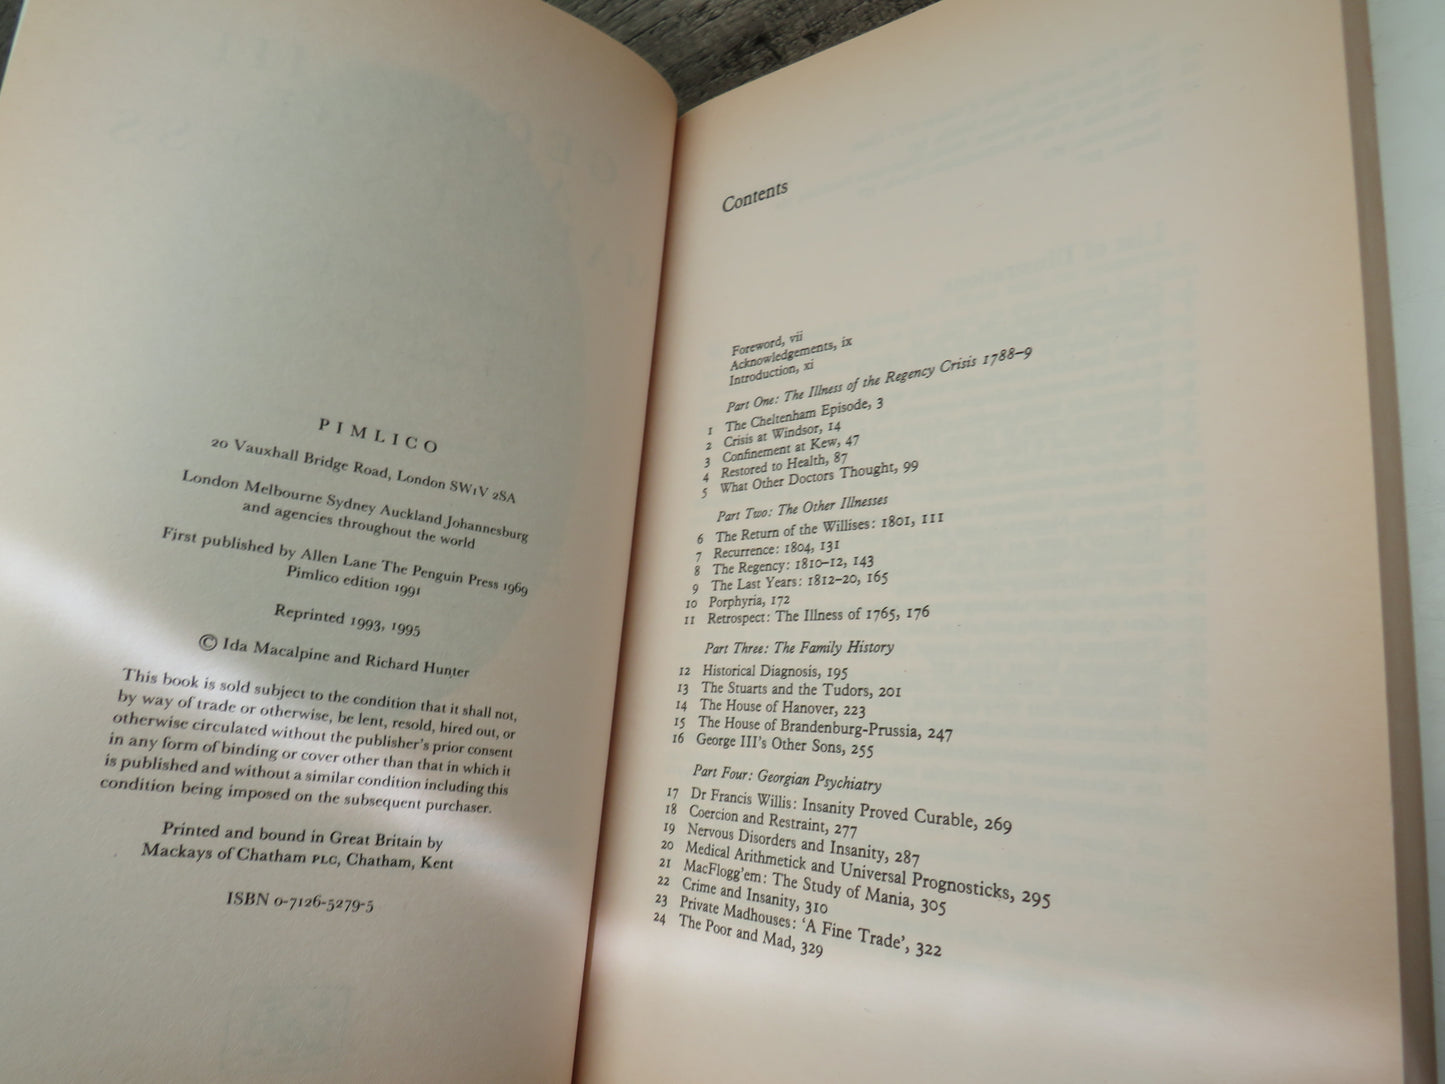 PIMLICO
20 Vauxhall Bridge Road, London SW1V 2SA
London Melbourne Sydney Auckland Johannesburg
and agencies throughout the world
First published by Allen Lane The Penguin Press 1969
Pimlico edition 1991
Reprinted 1993, 1995
© Ida Macalpine and Richard Hunter
This book is sold subject to the condition that it shall not,
by way of trade or otherwise, be lent, resold, hired out, or
otherwise circulated without the publisher's prior consent
in any form of binding or cover other than that in which it
is published and without a similar condition including this
condition being imposed on the subsequent purchaser.
Printed and bound in Great Britain by
Mackays of Chatham PLC, Chatham, Kent
ISBN 0-7126-5279-5
Contents
Foreword, vii
Acknowledgements, ix
Introduction, xi
Part One: The Illness of the Regency Crisis 1788–9
1 The Cheltenham Episode, 3
2 Crisis at Windsor, 14
3 Confinement at Kew, 47
4 Restored to Health, 87
5 What Other Doctors Thought, 99
Part Two: The Other Illnesses
6 The Return of the Willises: 1801, 111
7 Recurrence: 1804, 131
8 The Regency: 1810–12, 143
9 The Last Years: 1812–20, 165
10 Porphyria, 172
11 Retrospect: The Illness of 1765, 176
Part Three: The Family History
12 Historical Diagnosis, 195
13 The Stuarts and the Tudors, 201
14 The House of Hanover, 223
15 The House of Brandenburg-Prussia, 247
16 George III's Other Sons, 255
Part Four: Georgian Psychiatry
17 Dr Francis Willis: Insanity Proved Curable, 269
18 Coercion and Restraint, 277
19 Nervous Disorders and Insanity, 287
20 Medical Arithmetick and Universal Prognosticks, 295
21 MacFlogg'em: The Study of Mania, 305
22 Crime and Insanity, 310
23 Private Madhouses: 'A Fine Trade', 322
24 The Poor and Mad, 329